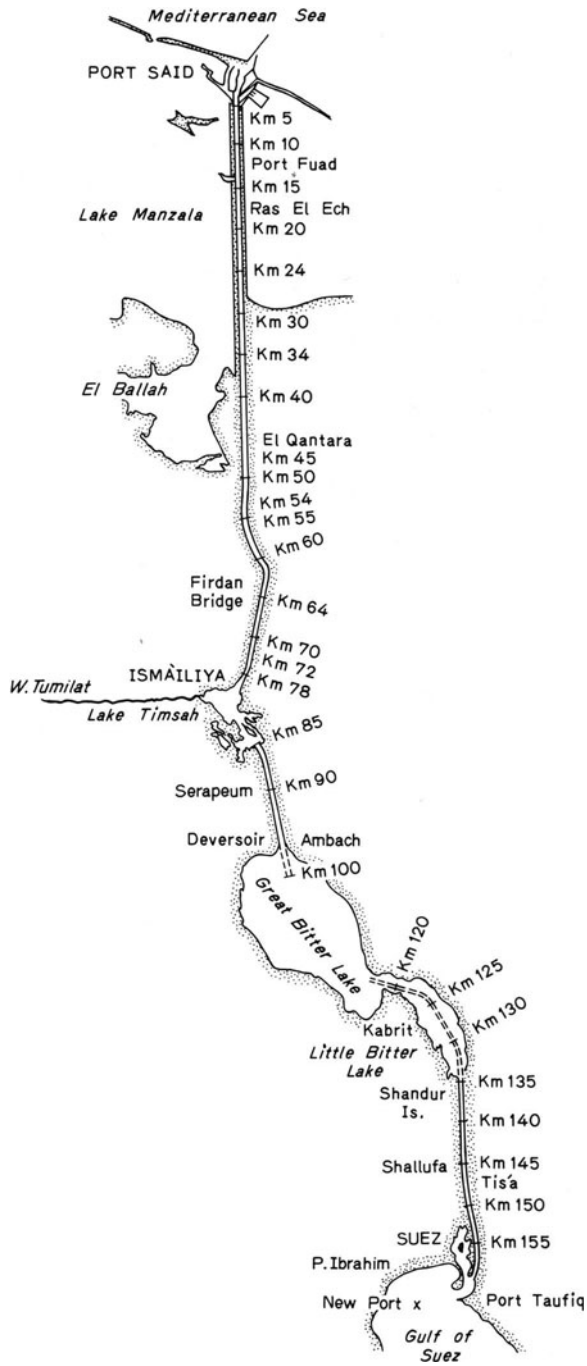 Mediterranean Sea
PORT SAID
Km 5
Km 10
Port Fuad
Km 15
Lake Manzala
Ras El Ech
Km 20
Km 24
Km 30
Km 34
El Ballah
Km 40
El Qantara
Km 45
Km 50
Km 54
Km 55
Km 60
Firdan
Bridge
Km 64
Km 70
ISMÀILIYA
Km 72
Km 78
W. Tumilat
Lake Timsah
Km 85
Serapeum
Km 90
Deversoir
Ambach
Km 100
Great Bitter Lake
Km 120
Km 125
Km 130
Kabrit
Little Bitter
Lake
Km 135
Shandur
Is.
Km 140
Shallufa
Km 145
Tis'a
Km 150
SUEZ
Km 155
P. Ibrahim
New Port x
Port Taufiq
Gulf of
Suez